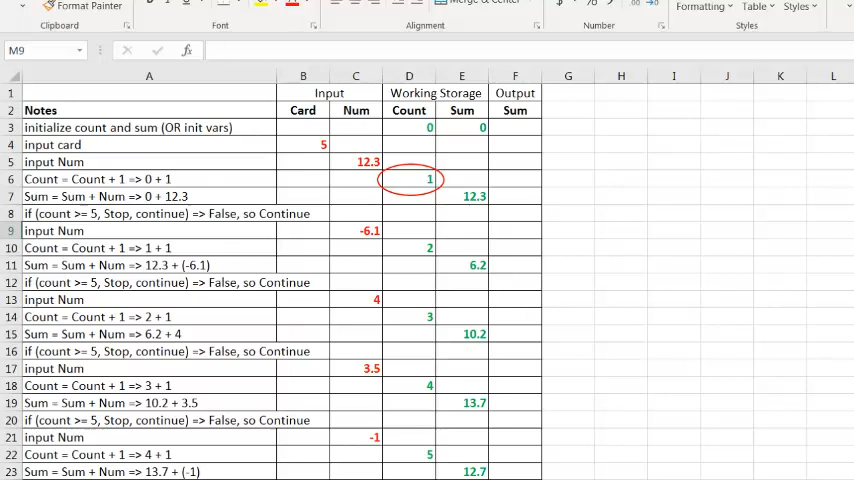 B I U A
Format Painter
Merge & Center
$ % 9
Formatting Table Styles
Clipboard Font Alignment Number Styles
M9 fx
A B C D E F G H I J K L
1 Input Working Storage Output
2 Notes Card Num Count Sum Sum
3 initialize count and sum (OR init vars) 0 0
4 input card 5
5 input Num 12.3
6 Count = Count + 1 => 0 + 1 1
7 Sum = Sum + Num => 0 + 12.3 12.3
8 if (count >= 5, Stop, continue) => False, so Continue
9 input Num -6.1
10 Count = Count + 1 => 1 + 1 2
11 Sum = Sum + Num => 12.3 + (-6.1) 6.2
12 if (count >= 5, Stop, continue) => False, so Continue
13 input Num 4
14 Count = Count + 1 => 2 + 1 3
15 Sum = Sum + Num => 6.2 + 4 10.2
16 if (count >= 5, Stop, continue) => False, so Continue
17 input Num 3.5
18 Count = Count + 1 => 3 + 1 4
19 Sum = Sum + Num => 10.2 + 3.5 13.7
20 if (count >= 5, Stop, continue) => False, so Continue
21 input Num -1
22 Count = Count + 1 => 4 + 1 5
23 Sum = Sum + Num => 13.7 + (-1) 12.7